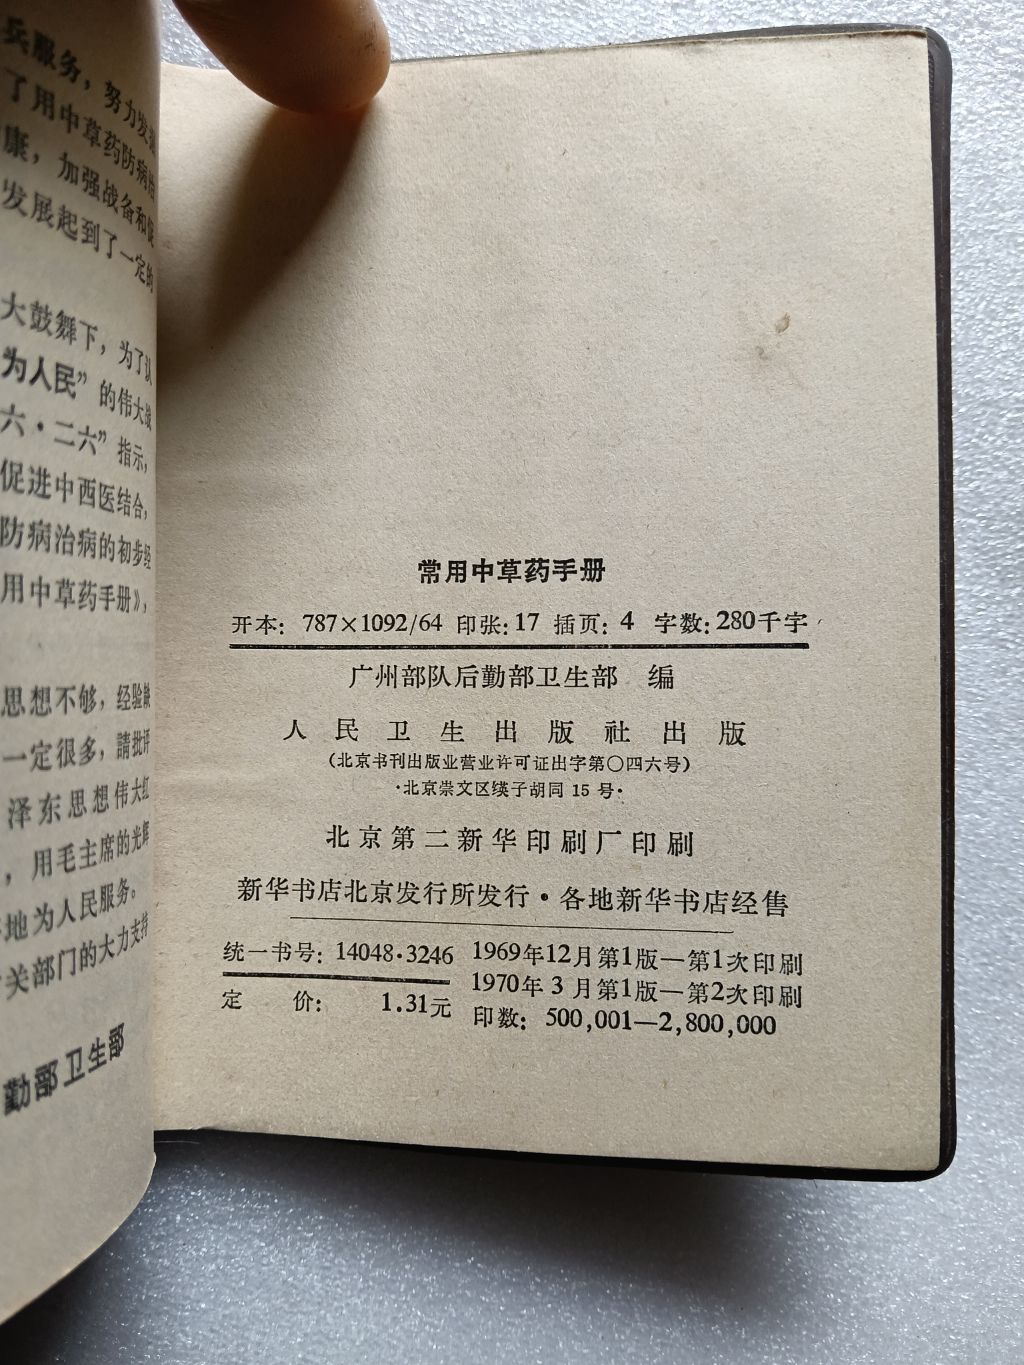 兵服务，努力发
了用中草药防病治
康，加强战备和促
发展起到了一定的
大鼓舞下，为了认
为人民”的伟大战
六·二六”指示，
促进中西医结合，
防病治病的初步经
用中草药手册》，
思想不够，经验缺
一定很多，請批评
泽东思想伟大红
，用毛主席的光辉
地为人民服务。
关部门的大力支持
勤部卫生部
常用中草药手册
开本：787×1092/64 印张：17 插页：4 字数：280千字
广州部队后勤部卫生部 编
人民卫生出版社出版
（北京书刊出版业营业许可证出字第〇四六号）
·北京崇文区缨子胡同 15 号·
北京第二新华印刷厂印刷
新华书店北京发行所发行·各地新华书店经售
统一书号：14048·3246
定 价： 1.31元
1969年12月第1版—第1次印刷
1970年 3 月第1版—第2次印刷
印数：500,001—2,800,000